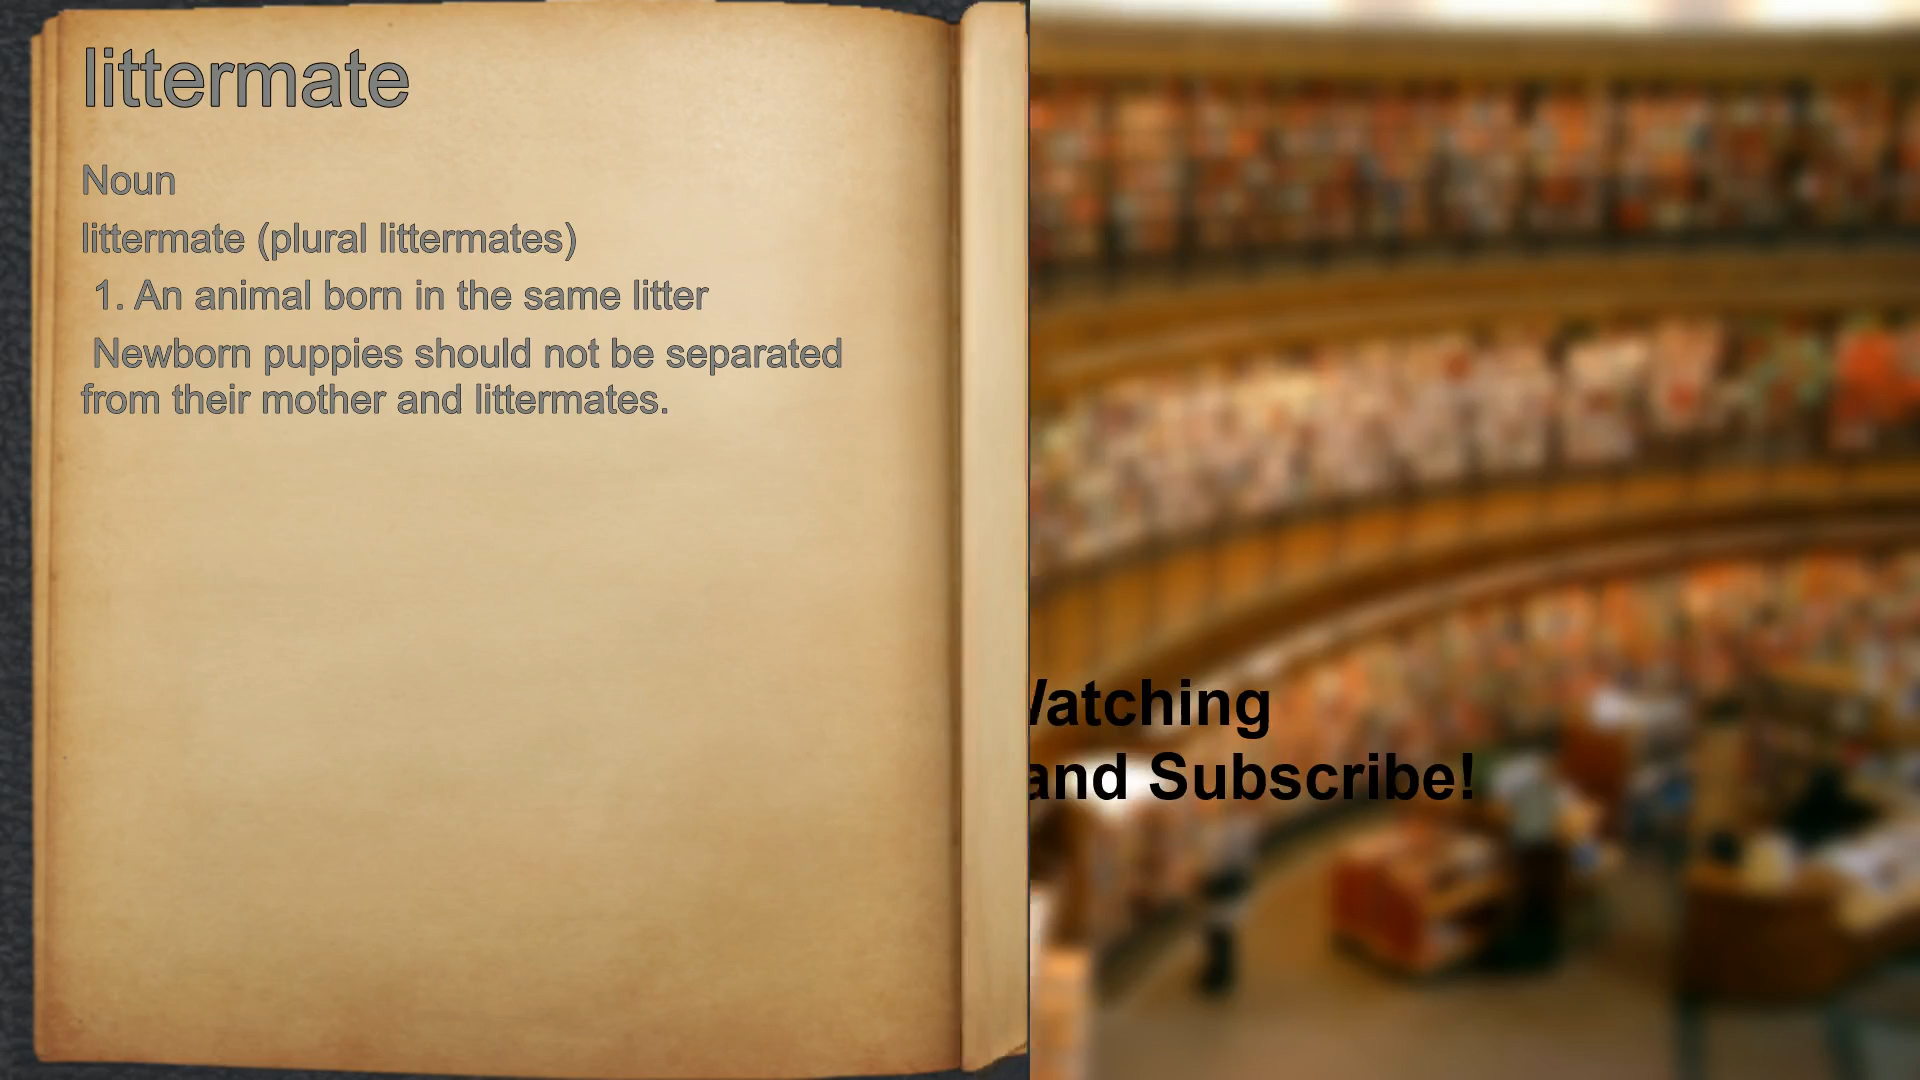 littermate
Noun
littermate (plural littermates)
1. An animal born in the same litter
Newborn puppies should not be separated
from their mother and littermates.
and Subscribe!